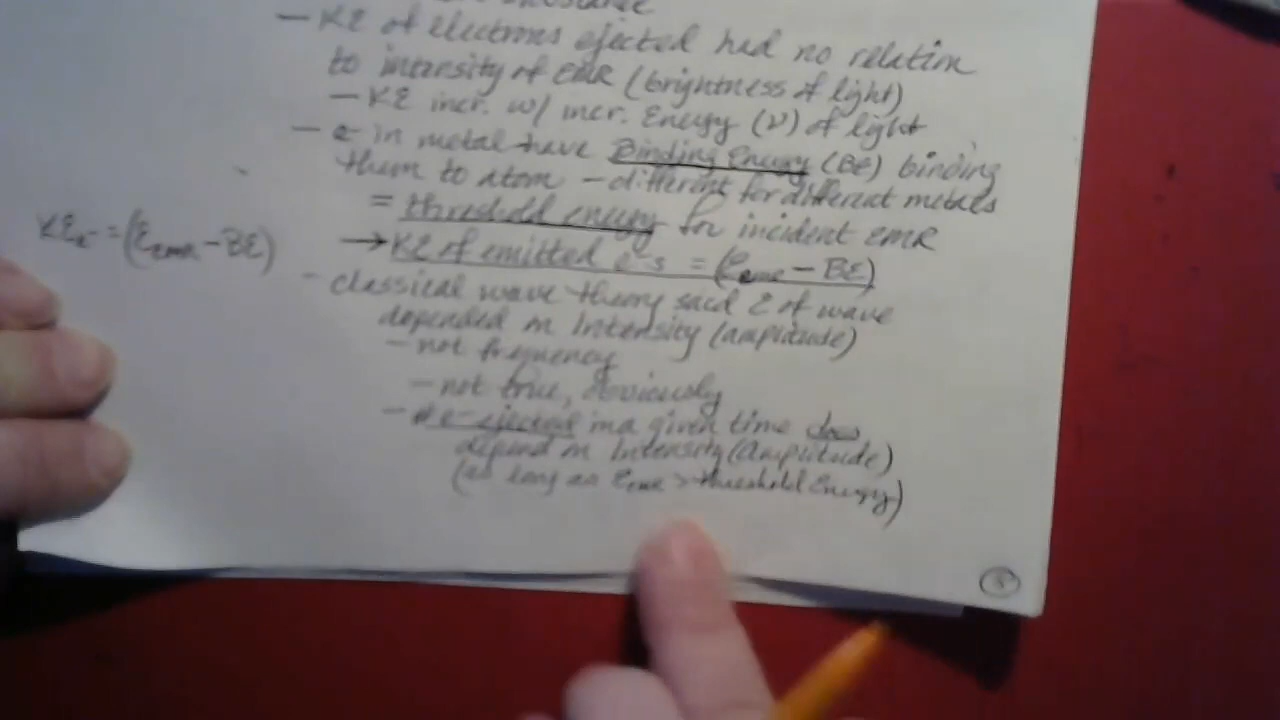 - KE of electrons ejected had no relation
to intensity of EMR (brightness of light)
- KE incr. w/ incr. Energy (ν) of light
- e⁻ in metal have Binding Energy (BE) binding
them to atom - different for different metals
= threshold energy for incident EMR
KEe⁻ = (EEMR - BE)
→ KE of emitted e⁻s = (EEMR - BE)
- classical wave theory said E of wave
depended on Intensity (amplitude)
- not frequency
- not true, obviously
- # e⁻ ejected in a given time does
depend on Intensity (Amplitude)
(as long as EEMR > threshold Energy)